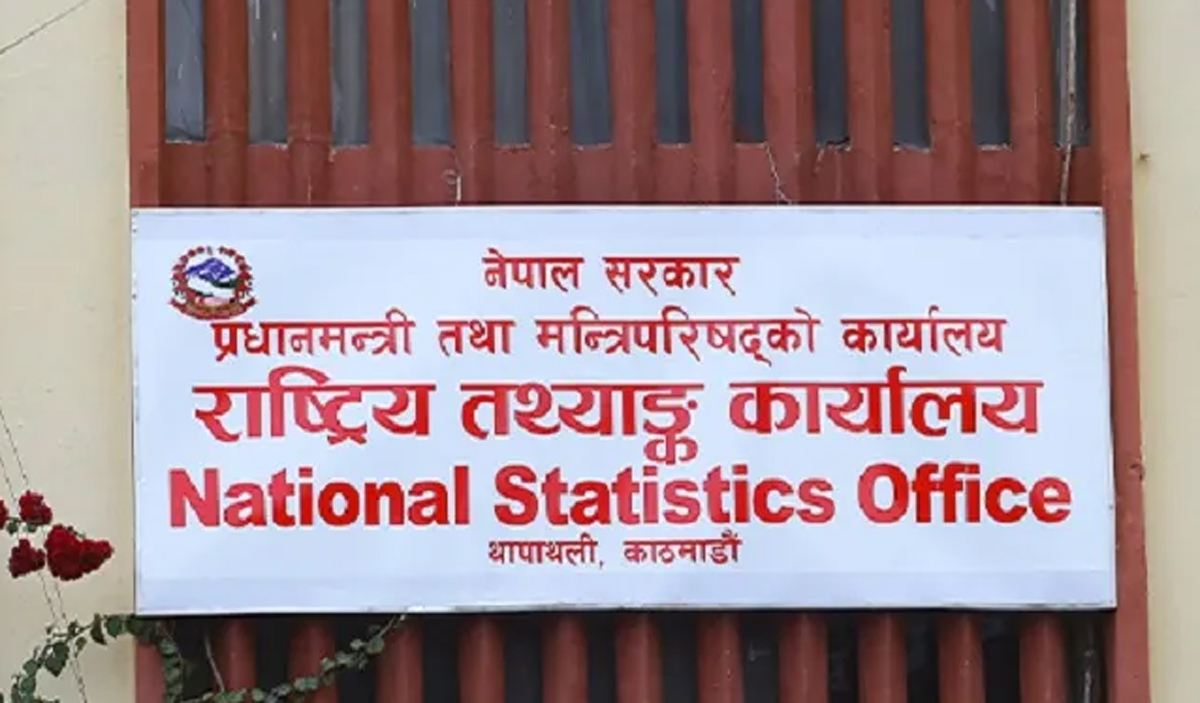 नेपाल सरकार
प्रधानमन्त्री तथा मन्त्रिपरिषद्को कार्यालय
राष्ट्रिय तथ्याङ्क कार्यालय
National Statistics Office
थापाथली, काठमाडौं